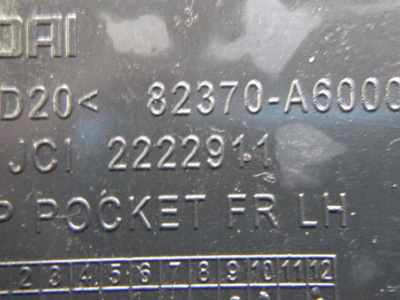 DAI
D20< 82370-A6000
JCI 2222911
P POCKET FR LH
1 2 3 4 5 6 7 8 9 10 11 12